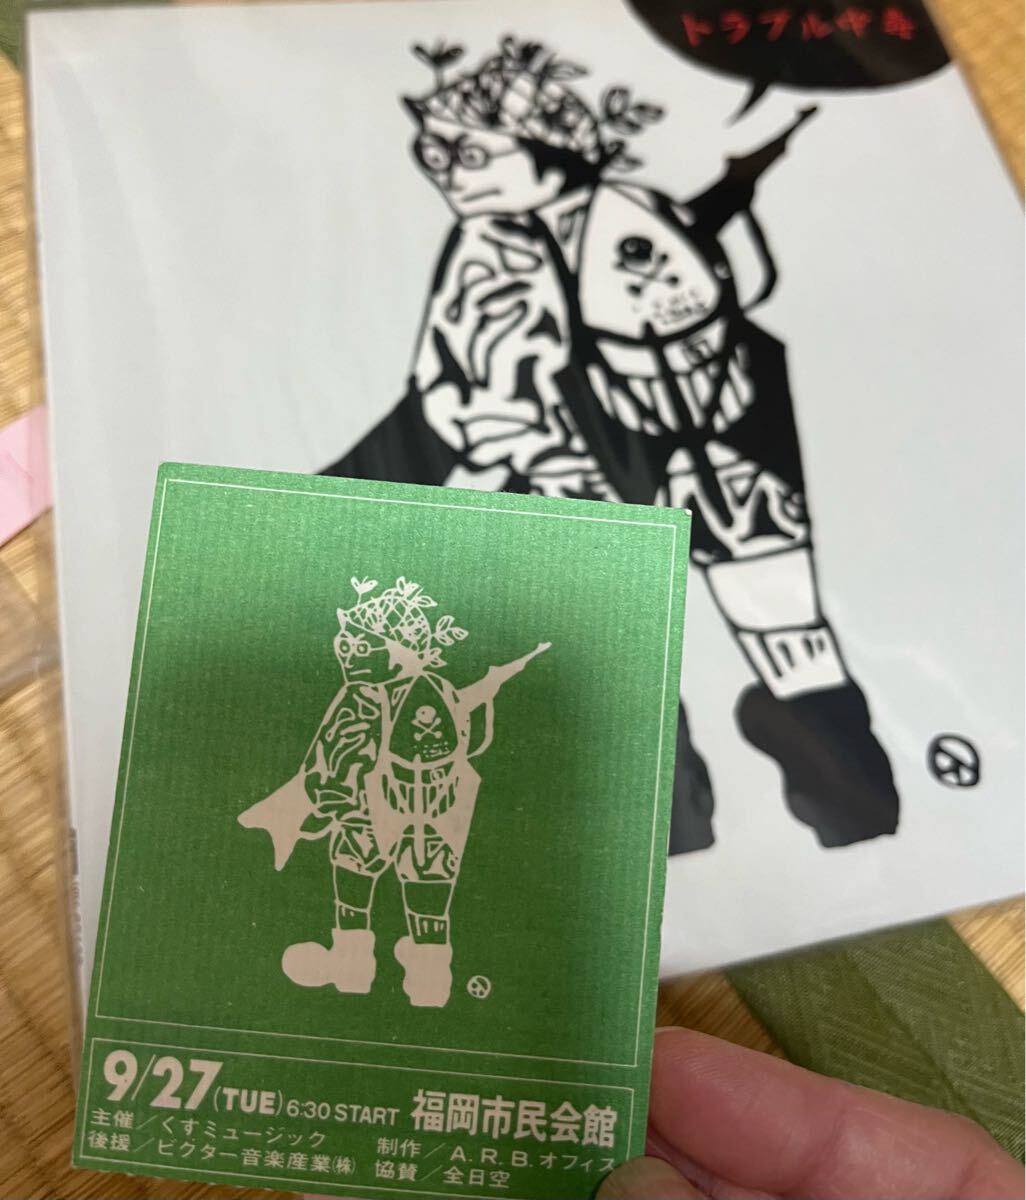 トラブル中毒
9/27(TUE) 6:30 START 福岡市民会館
主催/くすミュージック 制作/A.R.B.オフィス
後援/ビクター音楽産業(株) 協賛/全日空